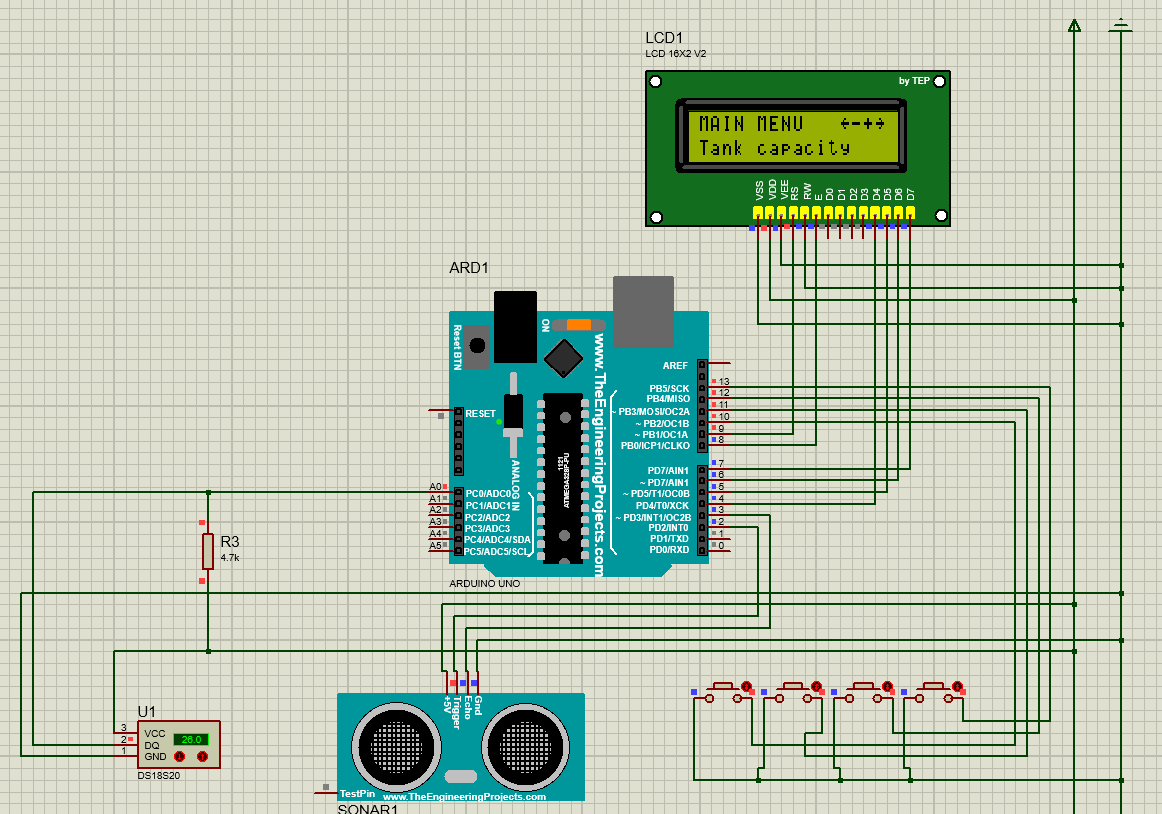 LCD1
LCD 16X2 V2
by TEP
MAIN MENU ←-+→
Tank capacity
VSS
VDD
VEE
RS
RW
E
D0
D1
D2
D3
D4
D5
D6
D7
ARD1
Reset BTN
ON
www.TheEngineeringProjects.com
RESET
ANALOG IN
1121
ATMEGA328P-PU
AREF
PB5/SCK 13
PB4/MISO 12
~ PB3/MOSI/OC2A 11
~ PB2/OC1B 10
~ PB1/OC1A 9
PB0/ICP1/CLKO 8
PD7/AIN1 7
~ PD7/AIN1 6
~ PD5/T1/OC0B 5
PD4/T0/XCK 4
~ PD3/INT1/OC2B 3
PD2/INT0 2
PD1/TXD 1
PD0/RXD 0
A0 PC0/ADC0
A1 PC1/ADC1
A2 PC2/ADC2
A3 PC3/ADC3
A4 PC4/ADC4/SDA
A5 PC5/ADC5/SCL
ARDUINO UNO
R3
4.7k
U1
3 VCC
2 DQ
1 GND
26.0
DS18S20
+5V
Trigger
Echo
Gnd
TestPin
www.TheEngineeringProjects.com
SONAR1